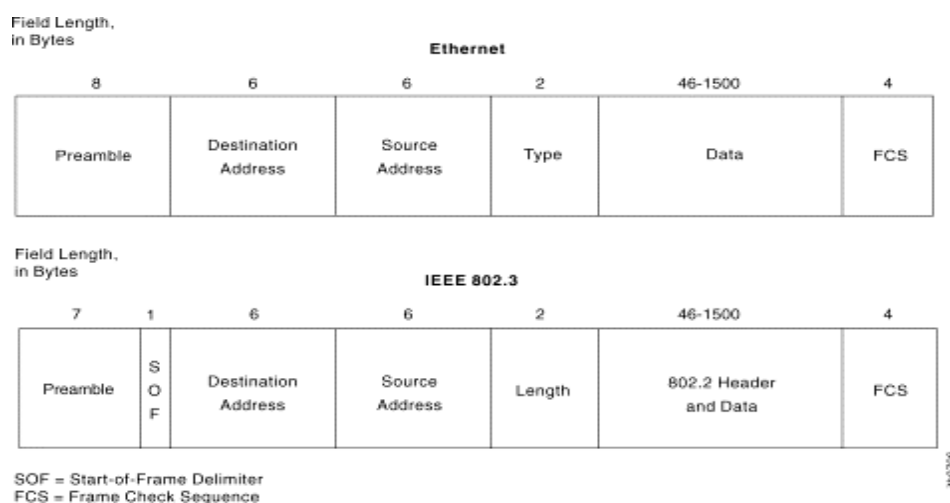 Field Length,
in Bytes
Ethernet
8 6 6 2 46-1500 4
Preamble Destination Address Source Address Type Data FCS
Field Length,
in Bytes
IEEE 802.3
7 1 6 6 2 46-1500 4
Preamble SOF Destination Address Source Address Length 802.2 Header and Data FCS
SOF = Start-of-Frame Delimiter
FCS = Frame Check Sequence